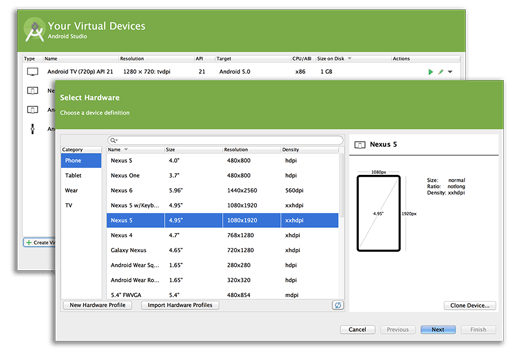 Your Virtual Devices
Android Studio
Type Name Resolution API Target CPU/ABI Size on Disk Actions
Android TV (720p) API 21 1280 × 720: tvdpi 21 Android 5.0 x86 1 GB
Ne
An
An
Create Vi
Select Hardware
Choose a device definition
Category Name Size Resolution Density
Phone
Tablet
Wear
TV
Nexus S 4.0" 480x800 hdpi
Nexus One 3.7" 480x800 hdpi
Nexus 6 5.96" 1440x2560 560dpi
Nexus 5 w/Keyb... 4.95" 1080x1920 xxhdpi
Nexus 5 4.95" 1080x1920 xxhdpi
Nexus 4 4.7" 768x1280 xhdpi
Galaxy Nexus 4.65" 720x1280 xhdpi
Android Wear Sq... 1.65" 280x280 hdpi
Android Wear Ro... 1.65" 320x320 hdpi
5.4" FWVGA 5.4" 480x854 mdpi
New Hardware Profile Import Hardware Profiles
Nexus 5
1080px
4.95"
1920px
Size: normal
Ratio: notlong
Density: xxhdpi
Clone Device...
Cancel Previous Next Finish